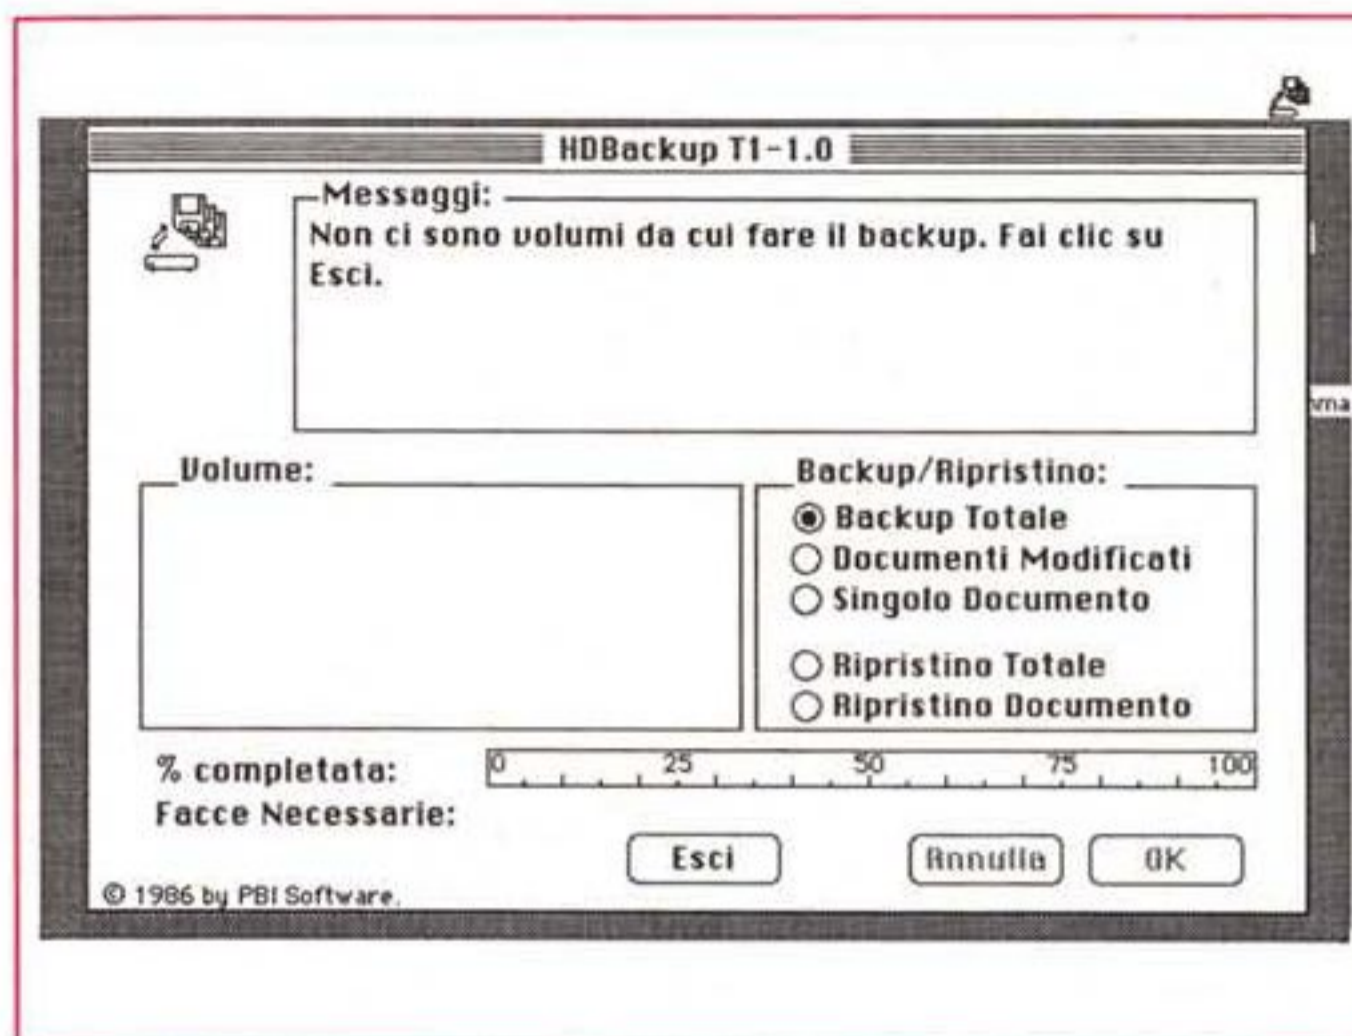 HDBackup T1-1.0
Messaggi:
Non ci sono volumi da cui fare il backup. Fai clic su
Esci.
Volume:
Backup/Ripristino:
Backup Totale
Documenti Modificati
Singolo Documento
Ripristino Totale
Ripristino Documento
% completata:
0 25 50 75 100
Facce Necessarie:
Esci Annulla OK
© 1986 by PBI Software.